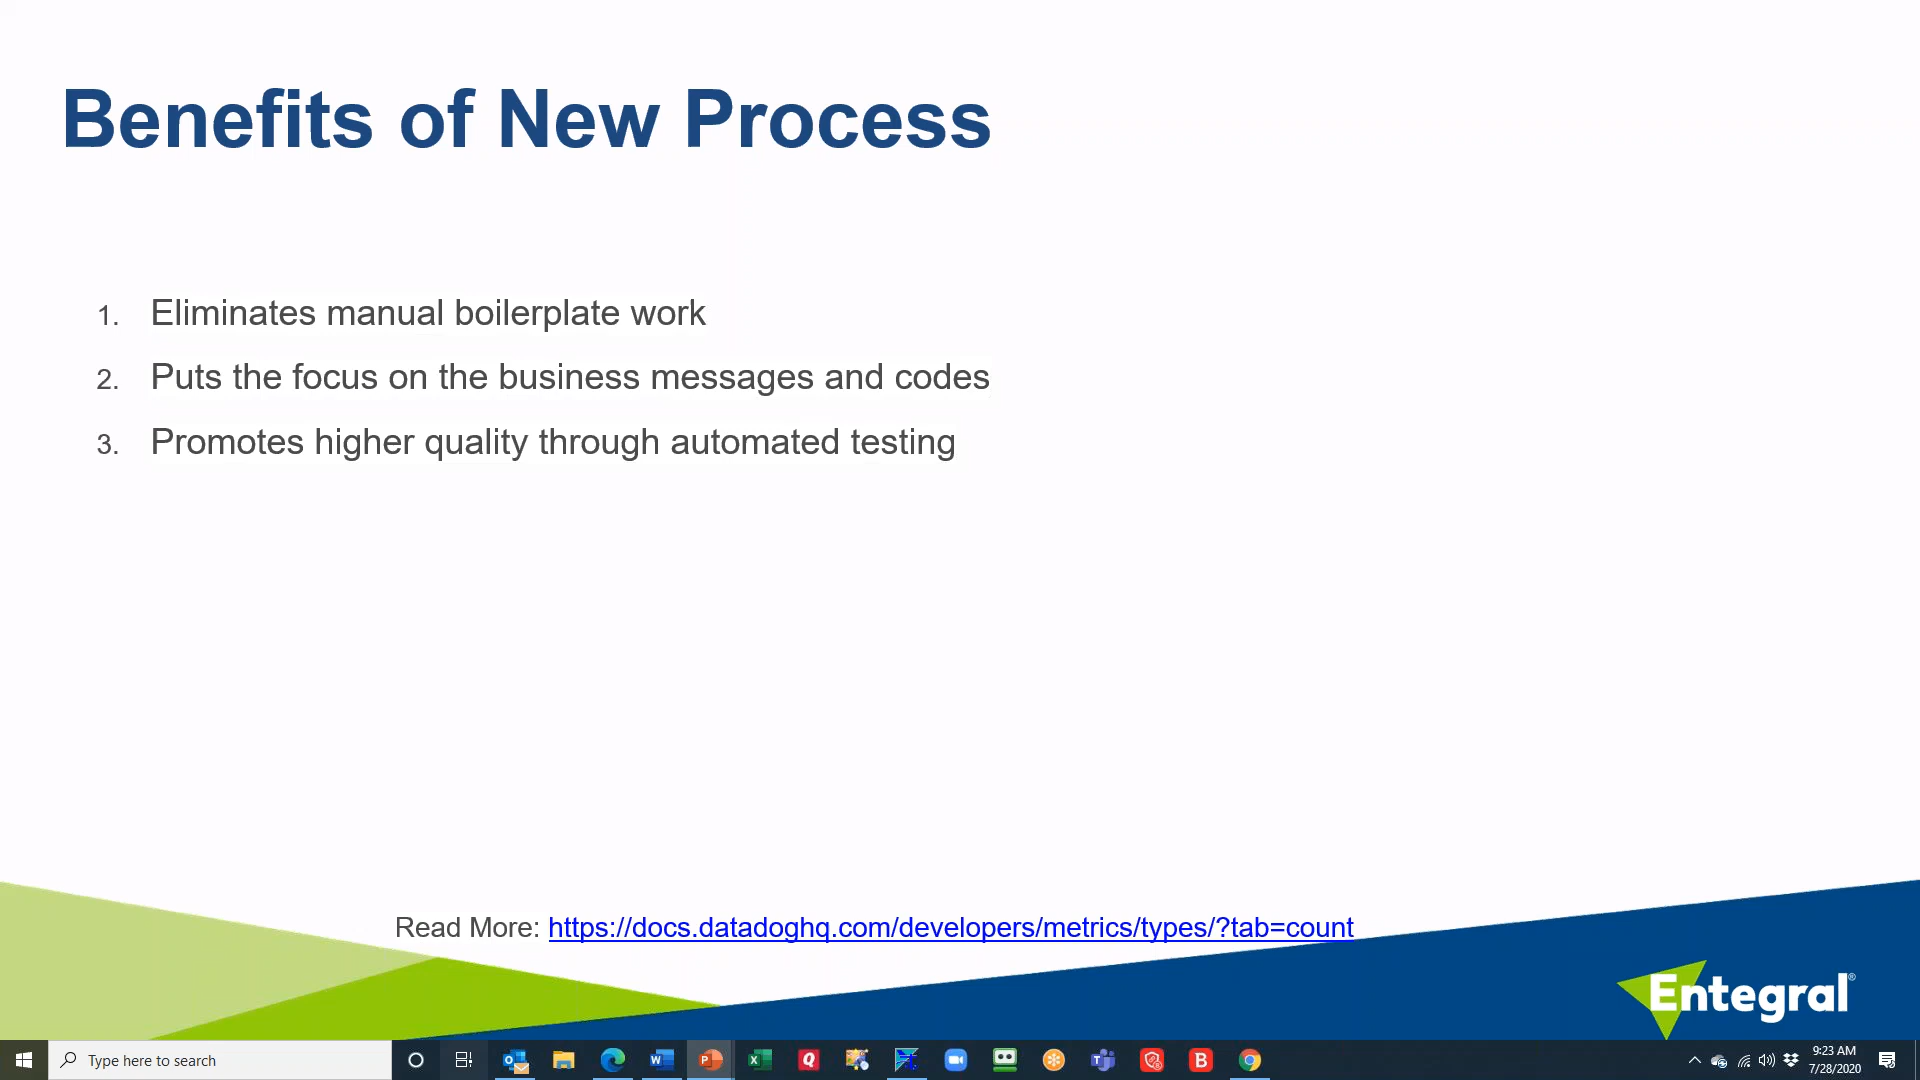 Benefits of New Process
1. Eliminates manual boilerplate work
2. Puts the focus on the business messages and codes
3. Promotes higher quality through automated testing
Read More: https://docs.datadoghq.com/developers/metrics/types/?tab=count
Entegral®
Type here to search
9:23 AM
7/28/2020